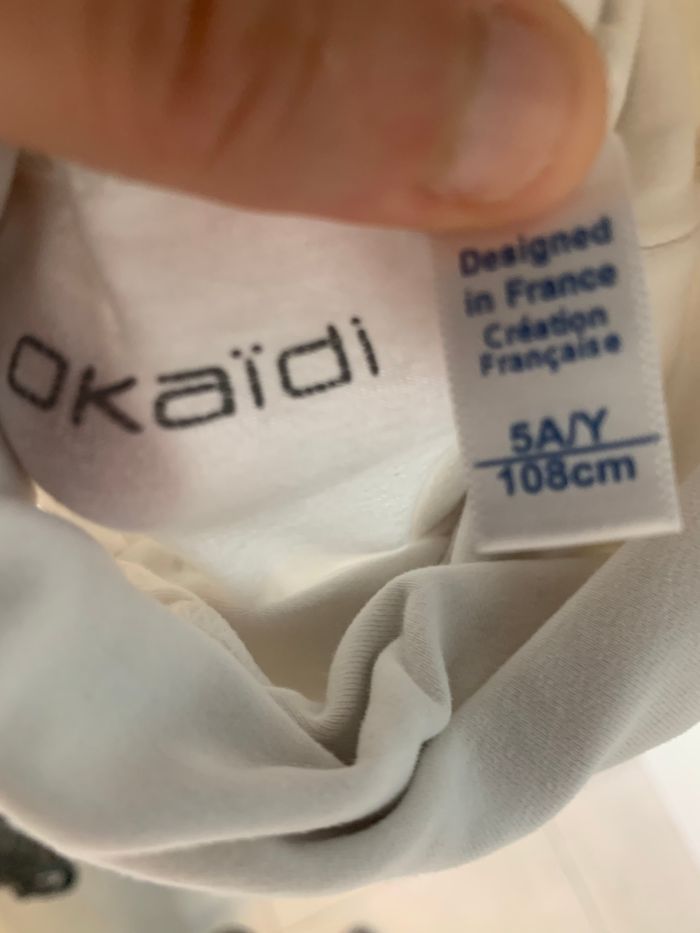 okaïdi
Designed
in France
Création
Française
5A/Y
108cm